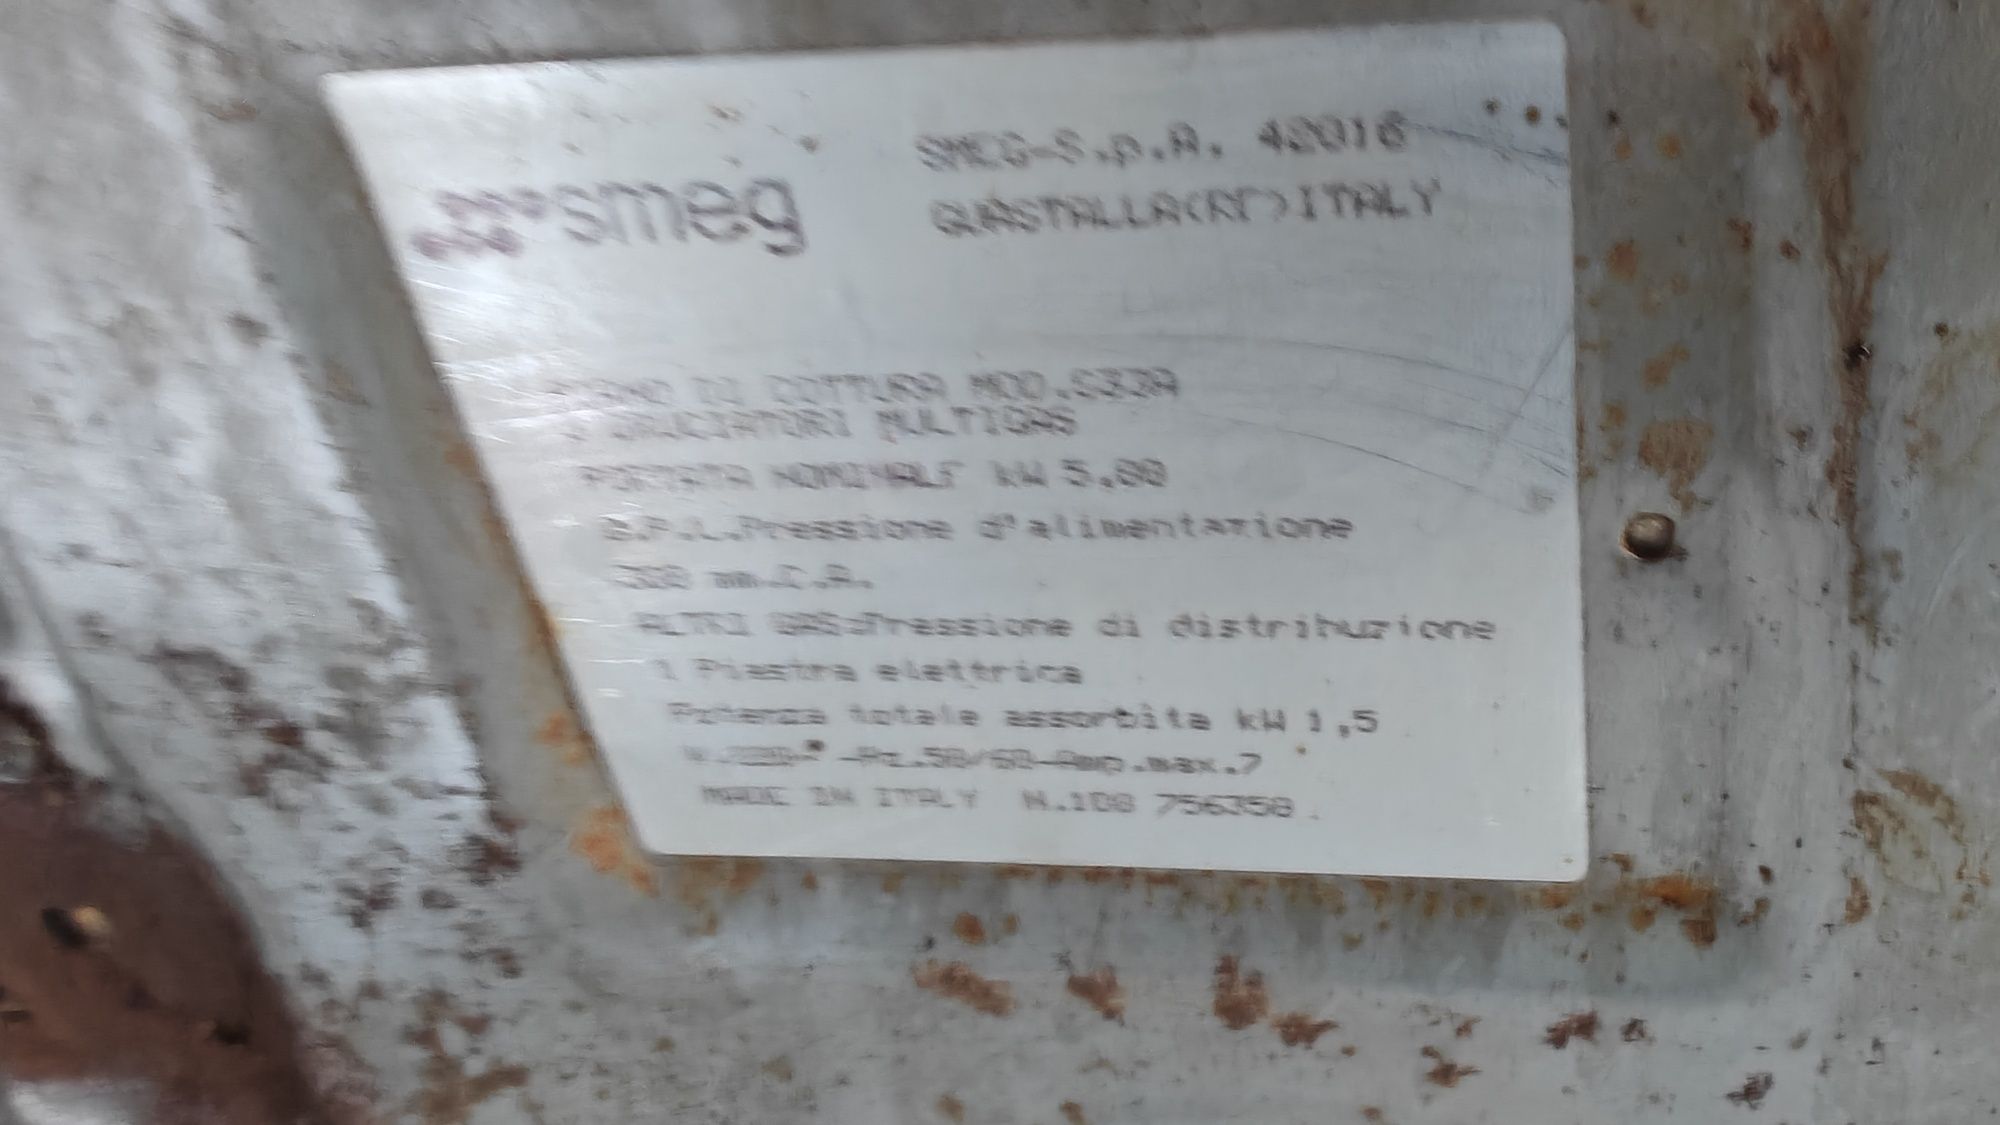 smeg
SMEG-S.p.A. 42016
GUASTALLA(RE)ITALY
PIANO DI COTTURA MOD.S33A
BRUCIATORI MULTIGAS
PORTATA NOMINALE kW 5,00
G.P.L.Pressione d'alimentazione
300 mm.C.A.
ALTRI GAS:Pressione di distribuzione
1 Piastra elettrica
Potenza totale assorbita kW 1,5
-Hz.50/60-Amp.max.7
MADE IN ITALY N.100 756350